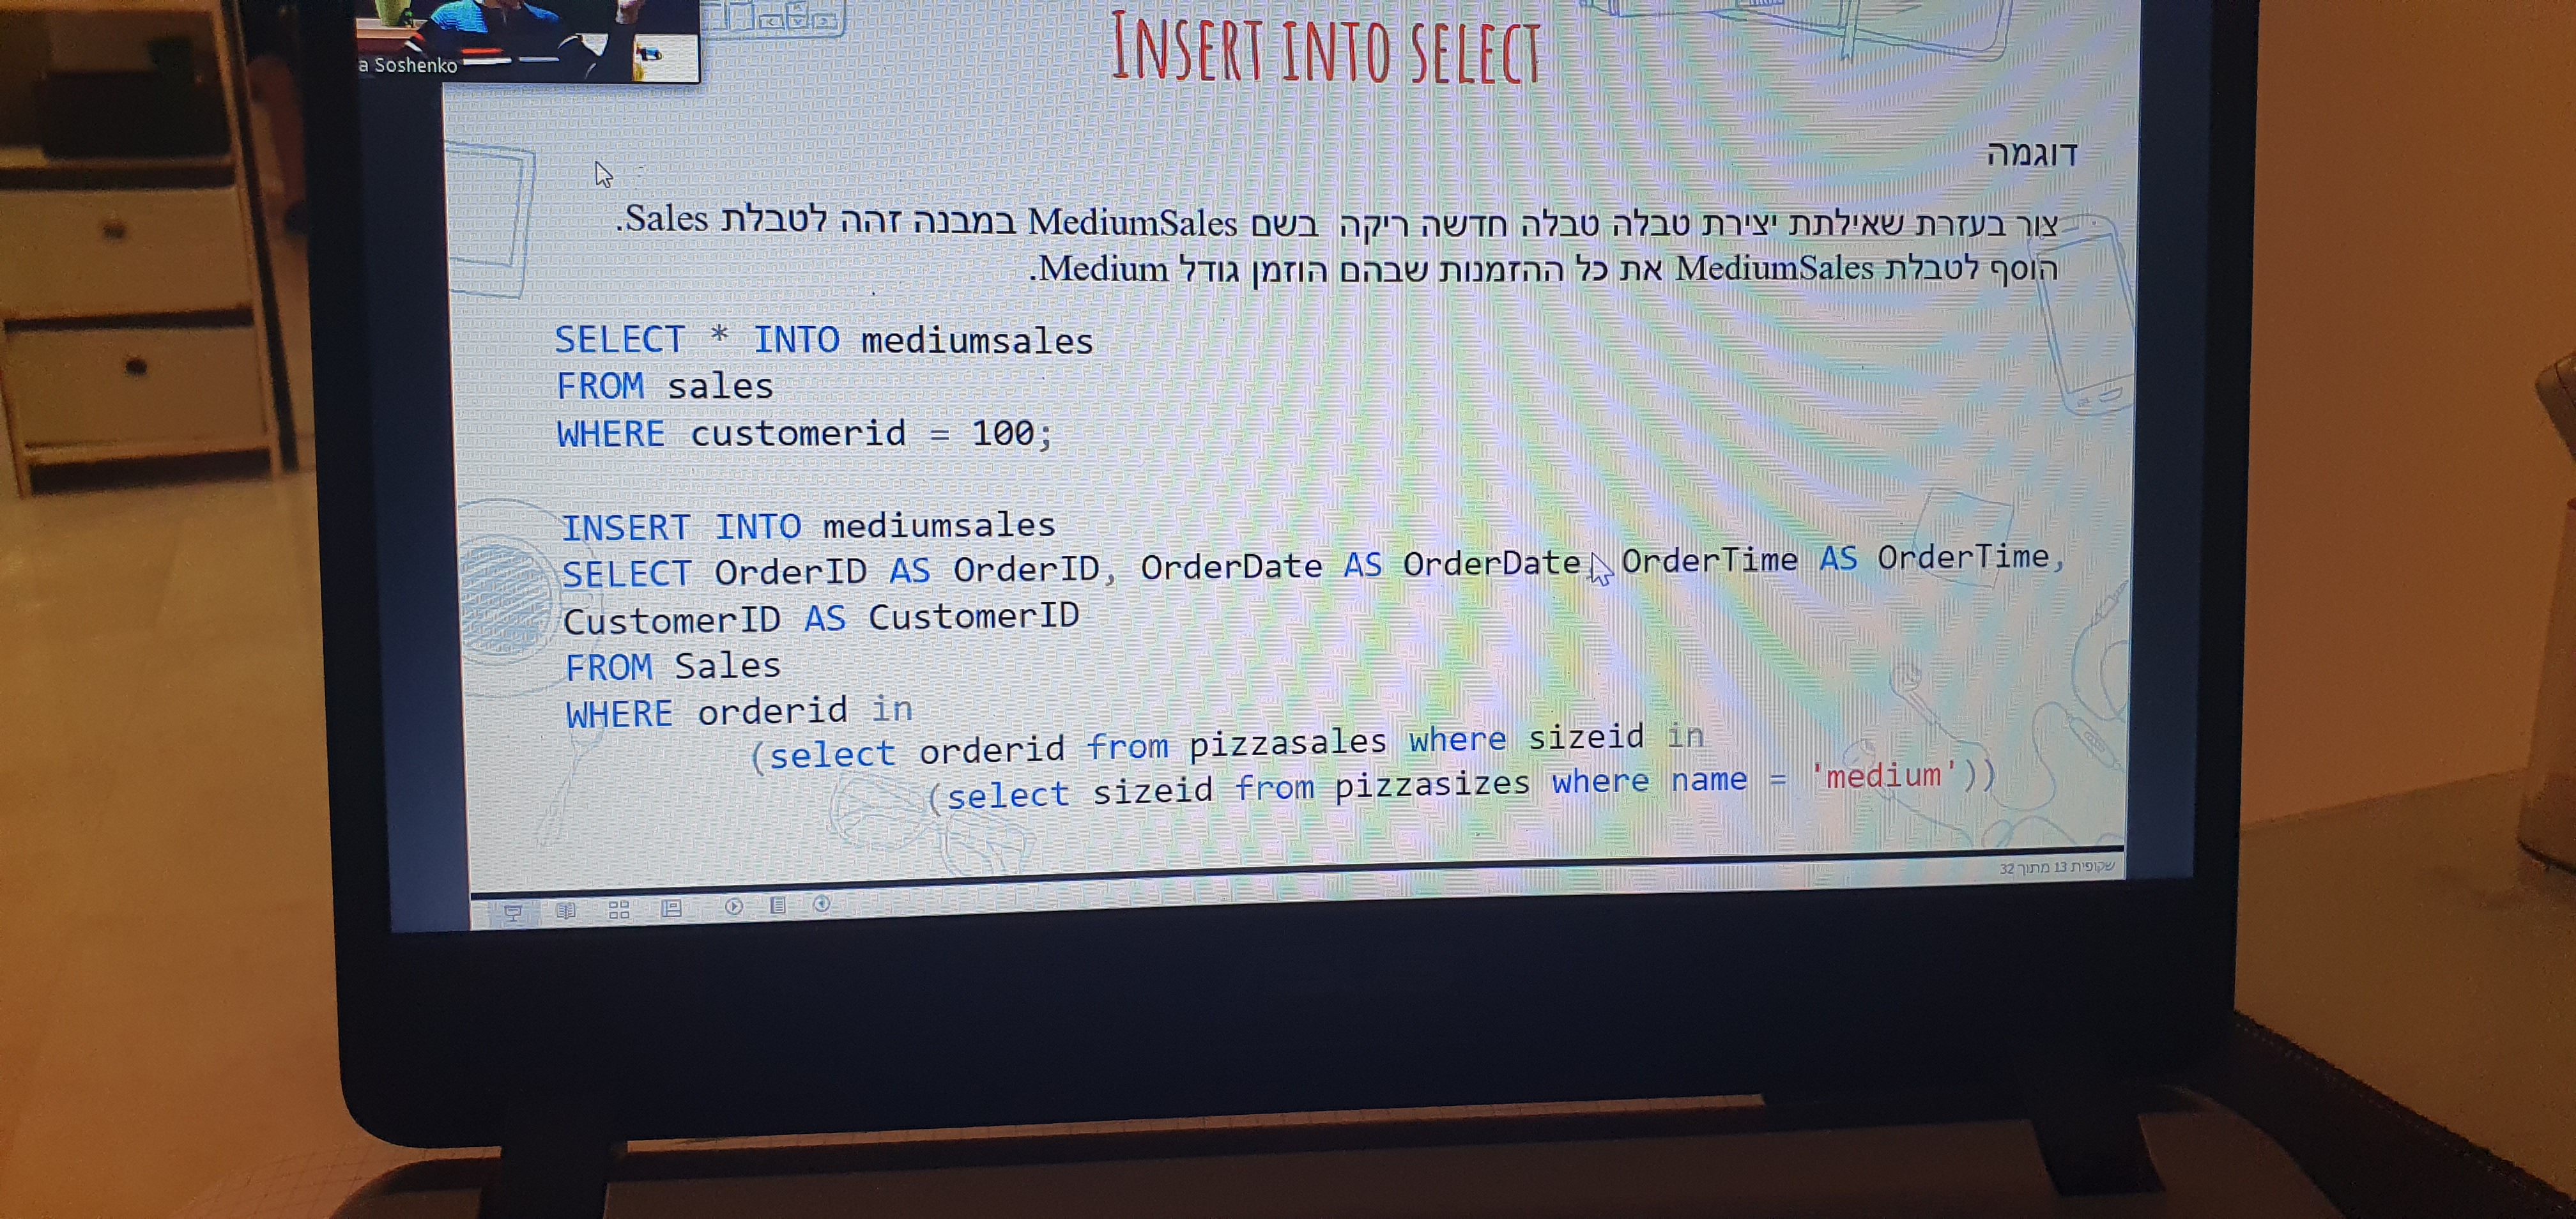 a Soshenko
INSERT INTO SELECT
דוגמה
צור בעזרת שאילתת יצירת טבלה טבלה חדשה ריקה בשם MediumSales במבנה זהה לטבלת Sales.
הוסף לטבלת MediumSales את כל ההזמנות שבהם הוזמן גודל Medium.
SELECT * INTO mediumsales
FROM sales
WHERE customerid = 100;
INSERT INTO mediumsales
SELECT OrderID AS OrderID, OrderDate AS OrderDate, OrderTime AS OrderTime,
CustomerID AS CustomerID
FROM Sales
WHERE orderid in
(select orderid from pizzasales where sizeid in
(select sizeid from pizzasizes where name = 'medium'))
שקופית 13 מתוך 32